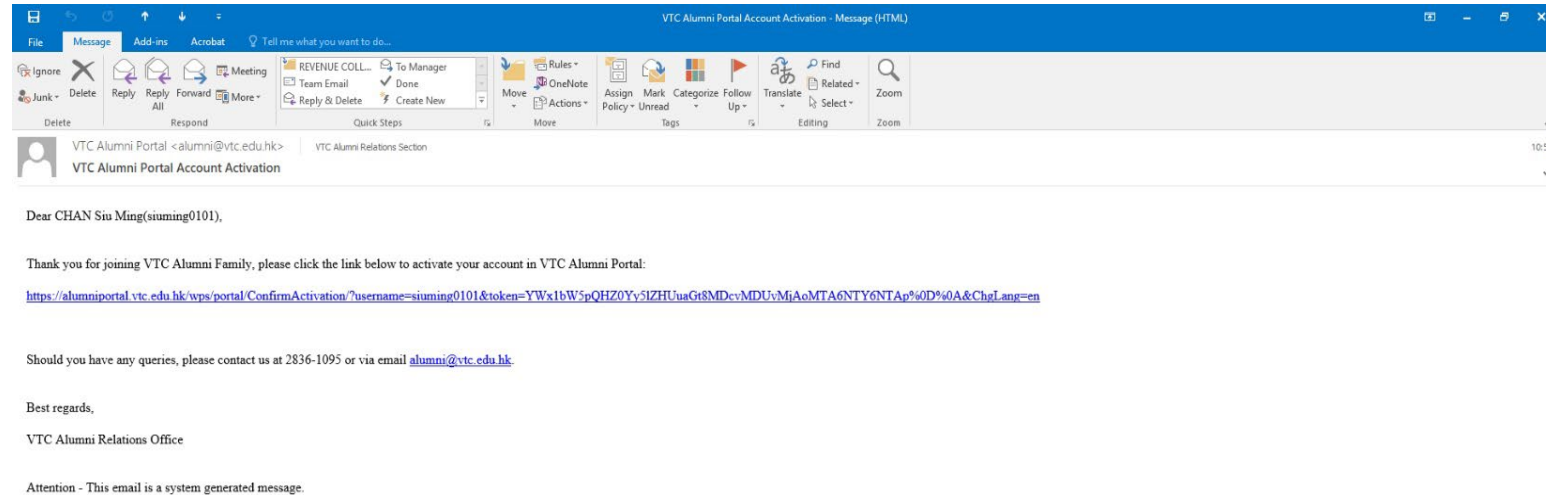 VTC Alumni Portal Account Activation - Message (HTML)
File Message Add-ins Acrobat Tell me what you want to do...
Ignore
Junk
Delete
Reply
Reply All
Forward
Meeting
More
REVENUE COLL...
Team Email
Reply & Delete
To Manager
Done
Create New
Move
Rules
OneNote
Actions
Assign Policy
Mark Unread
Categorize
Follow Up
Translate
Find
Related
Select
Zoom
Delete Respond Quick Steps Move Tags Editing Zoom
VTC Alumni Portal <alumni@vtc.edu.hk> VTC Alumni Relations Section
VTC Alumni Portal Account Activation
Dear CHAN Siu Ming(siuming0101),
Thank you for joining VTC Alumni Family, please click the link below to activate your account in VTC Alumni Portal:
https://alumniportal.vtc.edu.hk/wps/portal/ConfirmActivation/?username=siuming0101&token=YWx1bW5pQHZ0Yy5lZHUuaGt8MDcvMDUvMjAoMTA6NTY6NTAp%0D%0A&ChgLang=en
Should you have any queries, please contact us at 2836-1095 or via email alumni@vtc.edu.hk.
Best regards,
VTC Alumni Relations Office
Attention - This email is a system generated message.